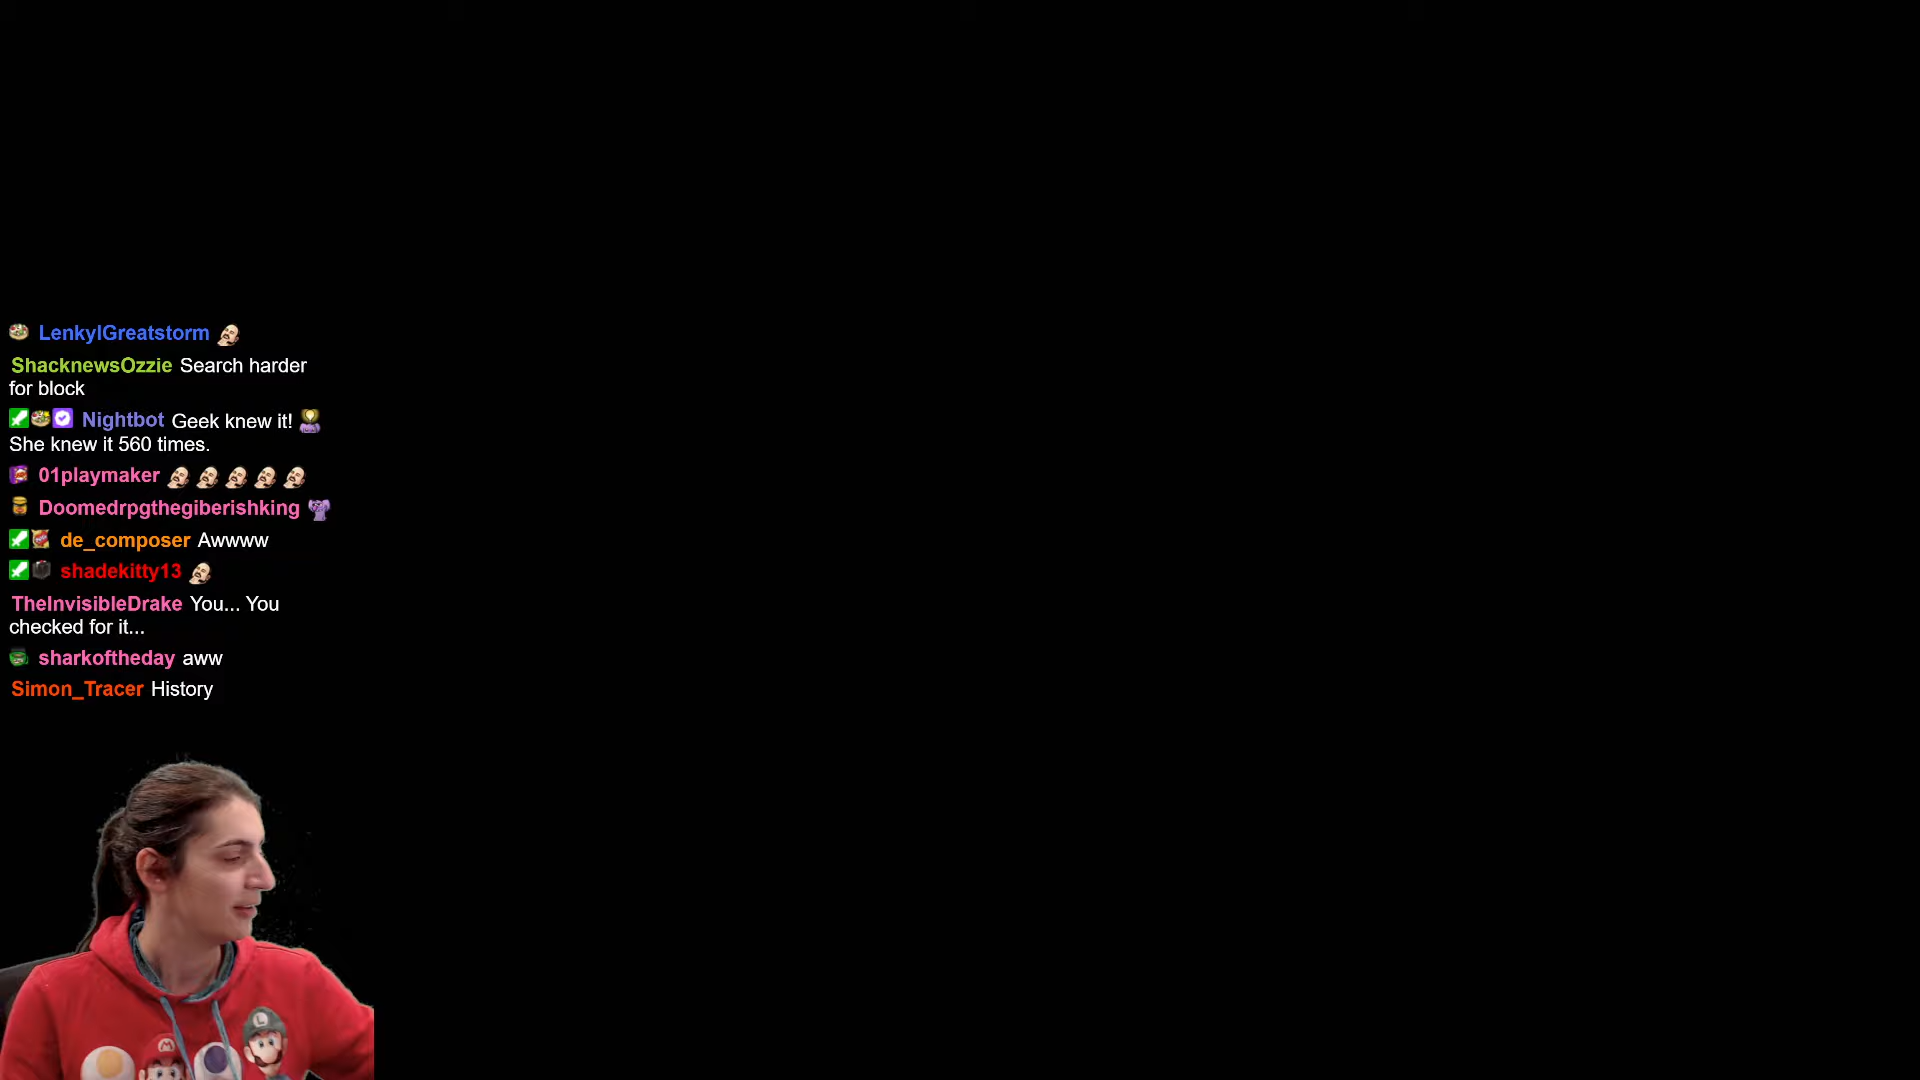 LenkylGreatstorm
ShacknewsOzzie Search harder
for block
Nightbot Geek knew it!
She knew it 560 times.
01playmaker
Doomedrpgthegiberishking
de_composer Awwww
shadekitty13
TheInvisibleDrake You... You
checked for it...
sharkoftheday aww
Simon_Tracer History
L
M